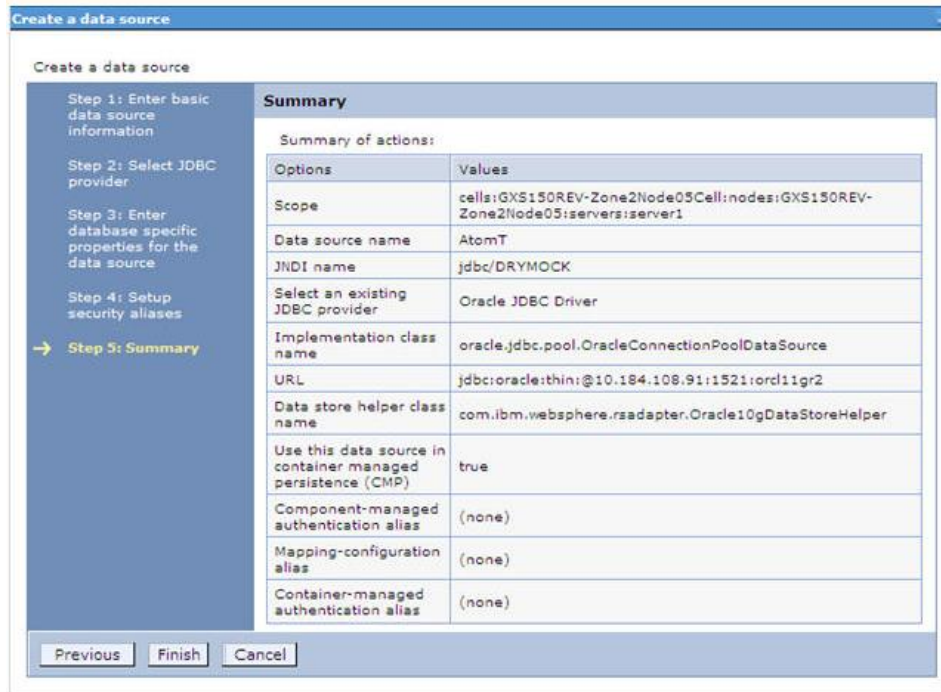 Create a data source
Create a data source
Step 1: Enter basic
data source
information
Step 2: Select JDBC
provider
Step 3: Enter
database specific
properties for the
data source
Step 4: Setup
security aliases
Step 5: Summary
Summary
Summary of actions:
Options Values
Scope cells:GXS150REV-Zone2Node05Cell:nodes:GXS150REV-
Zone2Node05:servers:server1
Data source name AtomT
JNDI name jdbc/DRYMOCK
Select an existing
JDBC provider Oracle JDBC Driver
Implementation class
name oracle.jdbc.pool.OracleConnectionPoolDataSource
URL jdbc:oracle:thin:@10.184.108.91:1521:orcl11gr2
Data store helper class
name com.ibm.websphere.rsadapter.Oracle10gDataStoreHelper
Use this data source in
container managed true
persistence (CMP)
Component-managed
authentication alias (none)
Mapping-configuration
alias (none)
Container-managed
authentication alias (none)
Previous Finish Cancel